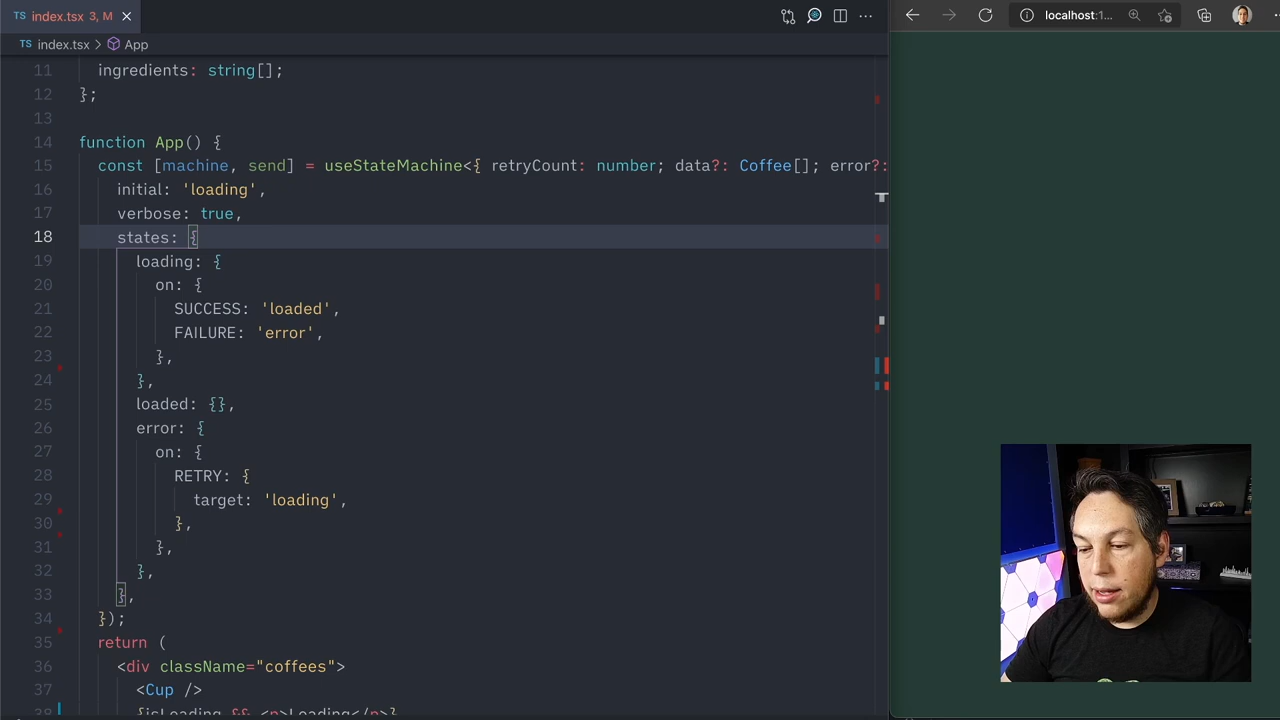 TS index.tsx 3, M
localhost:1...
TS index.tsx > App
11 ingredients: string[];
12 };
13
14 function App() {
15 const [machine, send] = useStateMachine<{ retryCount: number; data?: Coffee[]; error?:
16 initial: 'loading',
17 verbose: true,
18 states: {
19 loading: {
20 on: {
21 SUCCESS: 'loaded',
22 FAILURE: 'error',
23 },
24 },
25 loaded: {},
26 error: {
27 on: {
28 RETRY: {
29 target: 'loading',
30 },
31 },
32 },
33 },
34 });
35 return (
36 <div className="coffees">
37 <Cup />
38 {isLoading && <p>Loading</p>}